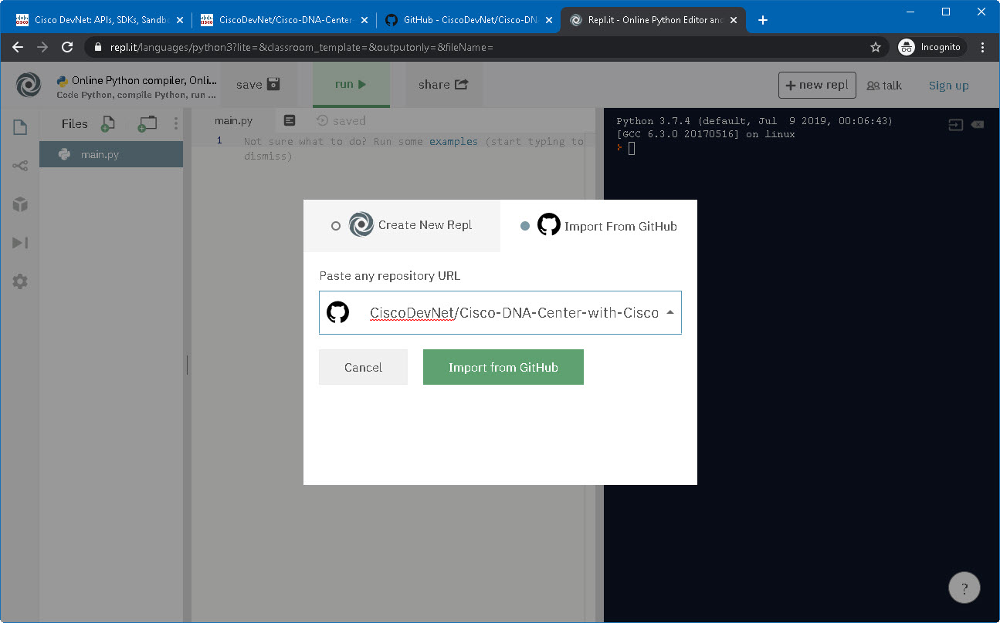 Cisco DevNet: APIs, SDKs, Sandbo
CiscoDevNet/Cisco-DNA-Center
GitHub - CiscoDevNet/Cisco-DN
Repl.it - Online Python Editor and
repl.it/languages/python3?lite=&classroom_template=&outputonly=&fileName=
Incognito
Online Python compiler, Onli...
Code Python, compile Python, run ...
save
run
share
+ new repl
talk
Sign up
Files
main.py
main.py
saved
1 Not sure what to do? Run some examples (start typing to
dismiss)
Python 3.7.4 (default, Jul  9 2019, 00:06:43)
[GCC 6.3.0 20170516] on linux
Create New Repl
Import From GitHub
Paste any repository URL
CiscoDevNet/Cisco-DNA-Center-with-Cisco
Cancel
Import from GitHub
?